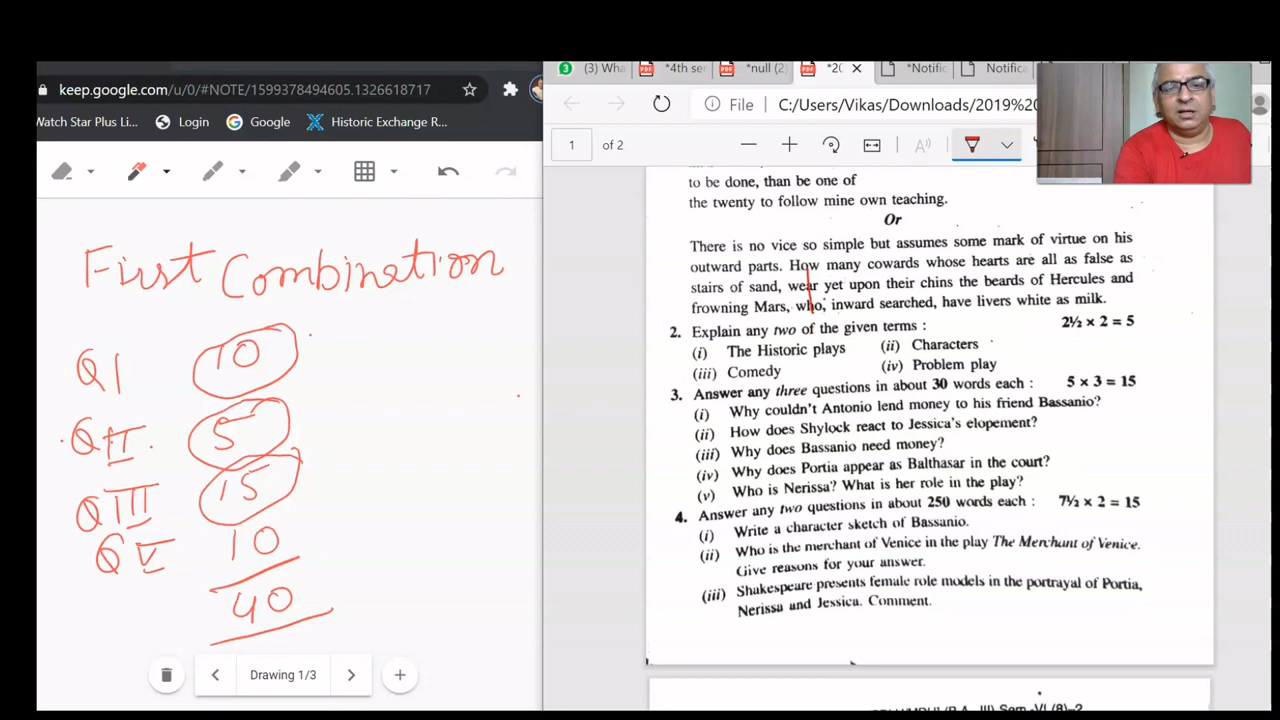 keep.google.com/u/0/#NOTE/1599378494605.1326618717
Watch Star Plus Li... Login Google Historic Exchange R...
First Combination
Q I 10
Q II 5
Q III 15
Q V 10
40
Drawing 1/3
3 (3) Wha *4th ser *null (2) *20 *Notific Notifica
File C:/Users/Vikas/Downloads/2019%20
1 of 2
to be done, than be one of
the twenty to follow mine own teaching.
Or
There is no vice so simple but assumes some mark of virtue on his
outward parts. How many cowards whose hearts are all as false as
stairs of sand, wear yet upon their chins the beards of Hercules and
frowning Mars, who, inward searched, have livers white as milk.
2. Explain any two of the given terms : 2½ × 2 = 5
(i) The Historic plays (ii) Characters
(iii) Comedy (iv) Problem play
3. Answer any three questions in about 30 words each : 5 × 3 = 15
(i) Why couldn't Antonio lend money to his friend Bassanio?
(ii) How does Shylock react to Jessica's elopement?
(iii) Why does Bassanio need money?
(iv) Why does Portia appear as Balthasar in the court?
(v) Who is Nerissa? What is her role in the play?
4. Answer any two questions in about 250 words each : 7½ × 2 = 15
(i) Write a character sketch of Bassanio.
(ii) Who is the merchant of Venice in the play The Merchant of Venice.
Give reasons for your answer.
(iii) Shakespeare presents female role models in the portrayal of Portia,
Nerissa and Jessica. Comment.